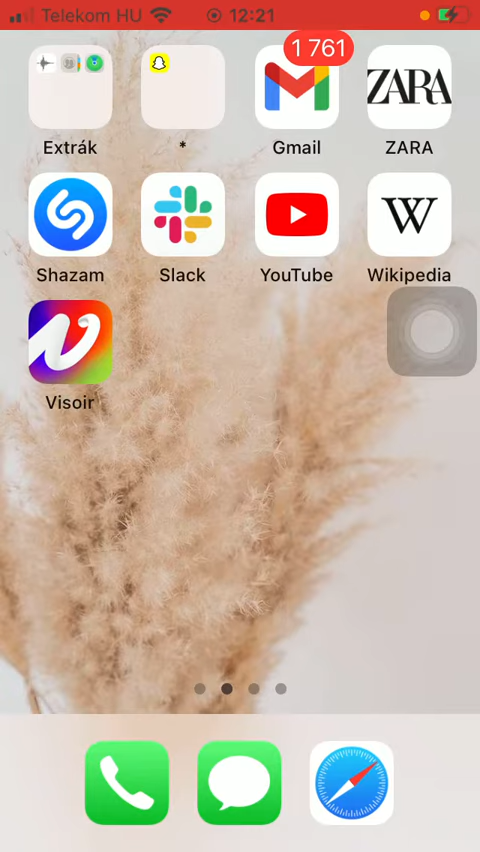 Telekom HU 12:21
1 761
ZARA
Extrák * Gmail ZARA
W
Shazam Slack YouTube Wikipedia
Visoir